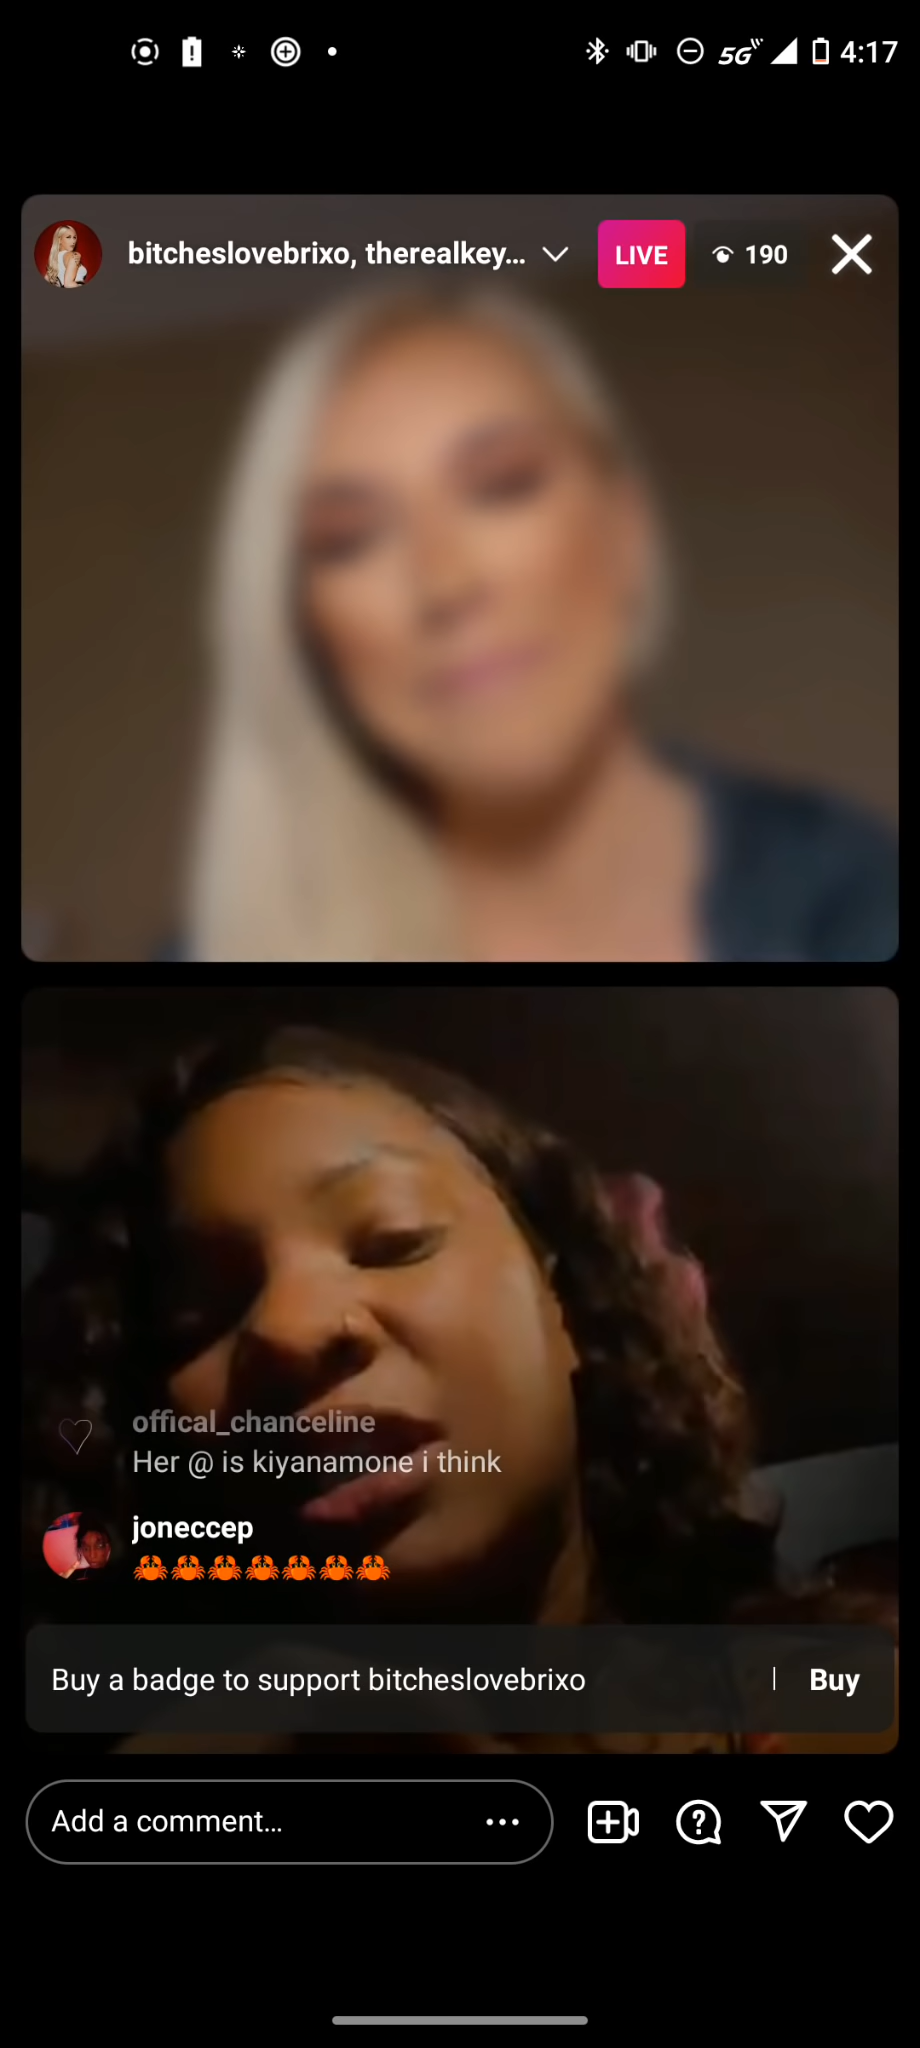 5G 4:17
bitcheslovebrixo, therealkey... LIVE 190
offical_chanceline
Her @ is kiyanamone i think
joneccep
🦀🦀🦀🦀🦀🦀🦀
Buy a badge to support bitcheslovebrixo | Buy
Add a comment...